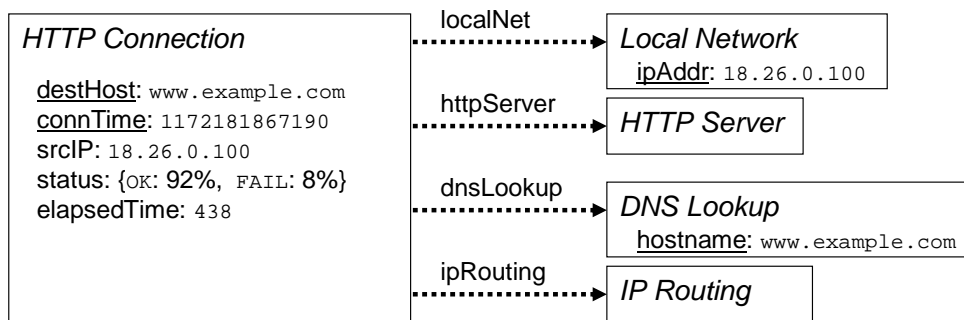 HTTP Connection
destHost: www.example.com
connTime: 1172181867190
srcIP: 18.26.0.100
status: {OK: 92%, FAIL: 8%}
elapsedTime: 438
localNet
Local Network
ipAddr: 18.26.0.100
httpServer
HTTP Server
dnsLookup
DNS Lookup
hostname: www.example.com
ipRouting
IP Routing